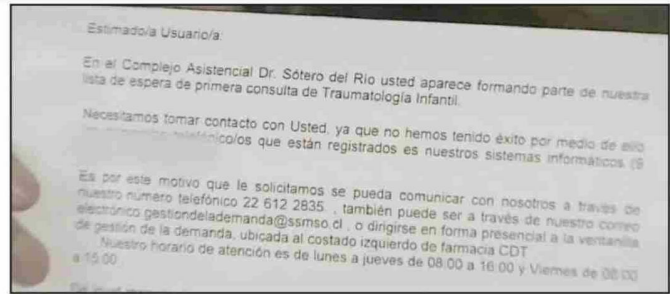 Estimado/a Usuario/a:
En el Complejo Asistencial Dr. Sótero del Río usted aparece formando parte de nuestra
lista de espera de primera consulta de Traumatología Infantil.
Necesitamos tomar contacto con Usted, ya que no hemos tenido éxito por medio de
telefónico/os que están registrados es nuestros sistemas informáticos (9
Es por este motivo que le solicitamos se pueda comunicar con nosotros a través de
nuestro número telefónico 22 612 2835 , también puede ser a través de nuestro correo
electrónico gestiondelademanda@ssmso.cl , o dirigirse en forma presencial a la ventanilla
de gestión de la demanda, ubicada al costado izquierdo de farmacia CDT
Nuestro horario de atención es de lunes a jueves de 08:00 a 16:00 y Viernes de 08:00
a 15:00